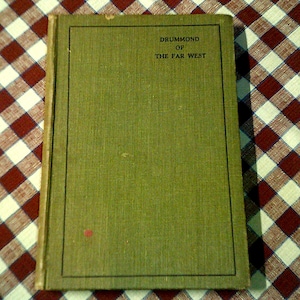 DRUMMOND
OF
THE FAR WEST